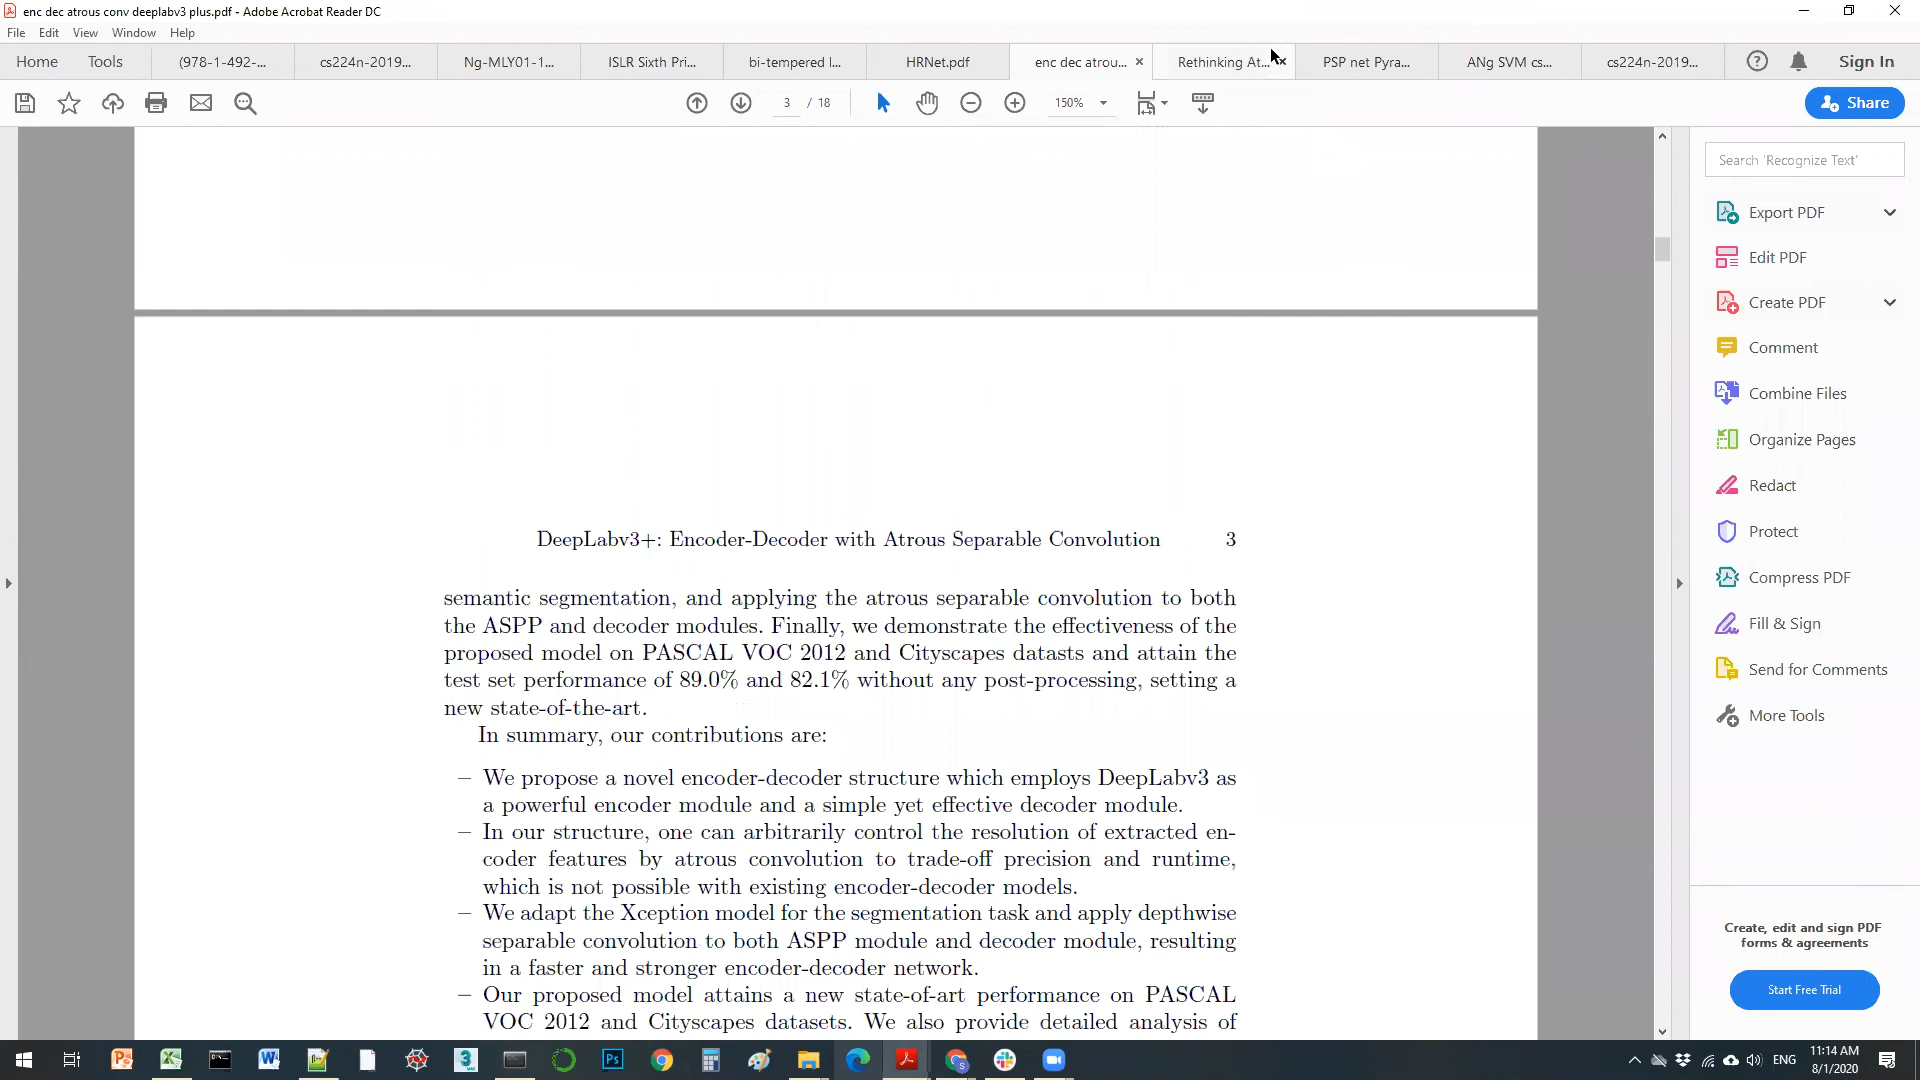 enc dec atrous conv deeplabv3 plus.pdf - Adobe Acrobat Reader DC
File Edit View Window Help
Home Tools (978-1-492-... cs224n-2019... Ng-MLY01-1... ISLR Sixth Pri... bi-tempered l... HRNet.pdf enc dec atrou... Rethinking At... PSP net Pyra... ANg SVM cs... cs224n-2019... Sign In
3 / 18 150% Share
Search 'Recognize Text'
Export PDF
Edit PDF
Create PDF
Comment
Combine Files
Organize Pages
Redact
Protect
Compress PDF
Fill & Sign
Send for Comments
More Tools
Create, edit and sign PDF
forms & agreements
Start Free Trial
DeepLabv3+: Encoder-Decoder with Atrous Separable Convolution 3
semantic segmentation, and applying the atrous separable convolution to both
the ASPP and decoder modules. Finally, we demonstrate the effectiveness of the
proposed model on PASCAL VOC 2012 and Cityscapes datasts and attain the
test set performance of 89.0% and 82.1% without any post-processing, setting a
new state-of-the-art.
In summary, our contributions are:
– We propose a novel encoder-decoder structure which employs DeepLabv3 as
a powerful encoder module and a simple yet effective decoder module.
– In our structure, one can arbitrarily control the resolution of extracted en-
coder features by atrous convolution to trade-off precision and runtime,
which is not possible with existing encoder-decoder models.
– We adapt the Xception model for the segmentation task and apply depthwise
separable convolution to both ASPP module and decoder module, resulting
in a faster and stronger encoder-decoder network.
– Our proposed model attains a new state-of-art performance on PASCAL
VOC 2012 and Cityscapes datasets. We also provide detailed analysis of
ENG 11:14 AM
8/1/2020